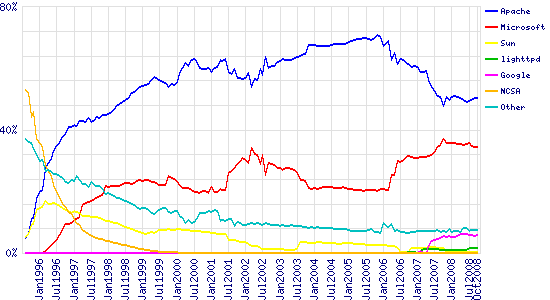 80%
Apache
Microsoft
Sun
lighttpd
Google
NCSA
Other
40%
0%
Jan1996
Jul1996
Jan1997
Jul1997
Jan1998
Jul1998
Jan1999
Jul1999
Jan2000
Jul2000
Jan2001
Jul2001
Jan2002
Jul2002
Jan2003
Jul2003
Jan2004
Jul2004
Jan2005
Jul2005
Jan2006
Jul2006
Jan2007
Jul2007
Jan2008
Jul2008
Oct2008